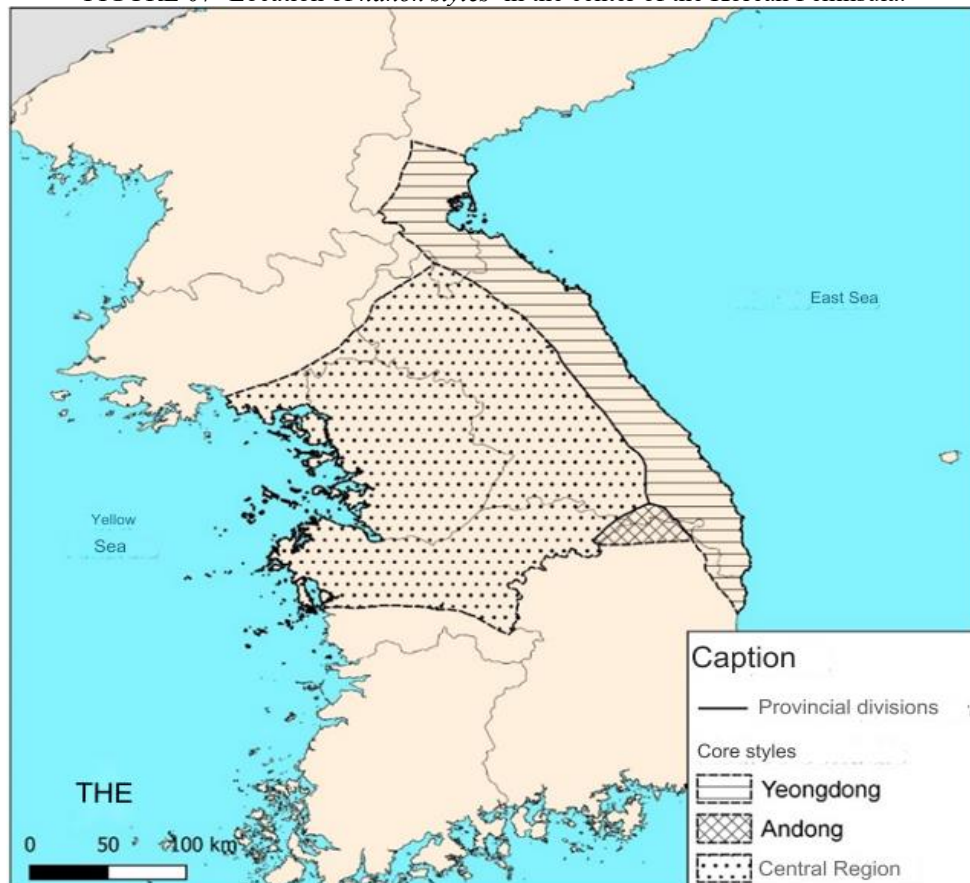 East Sea
Yellow
Sea
Caption
Provincial divisions
Core styles
THE
Yeongdong
Andong
0 50 100 km
Central Region